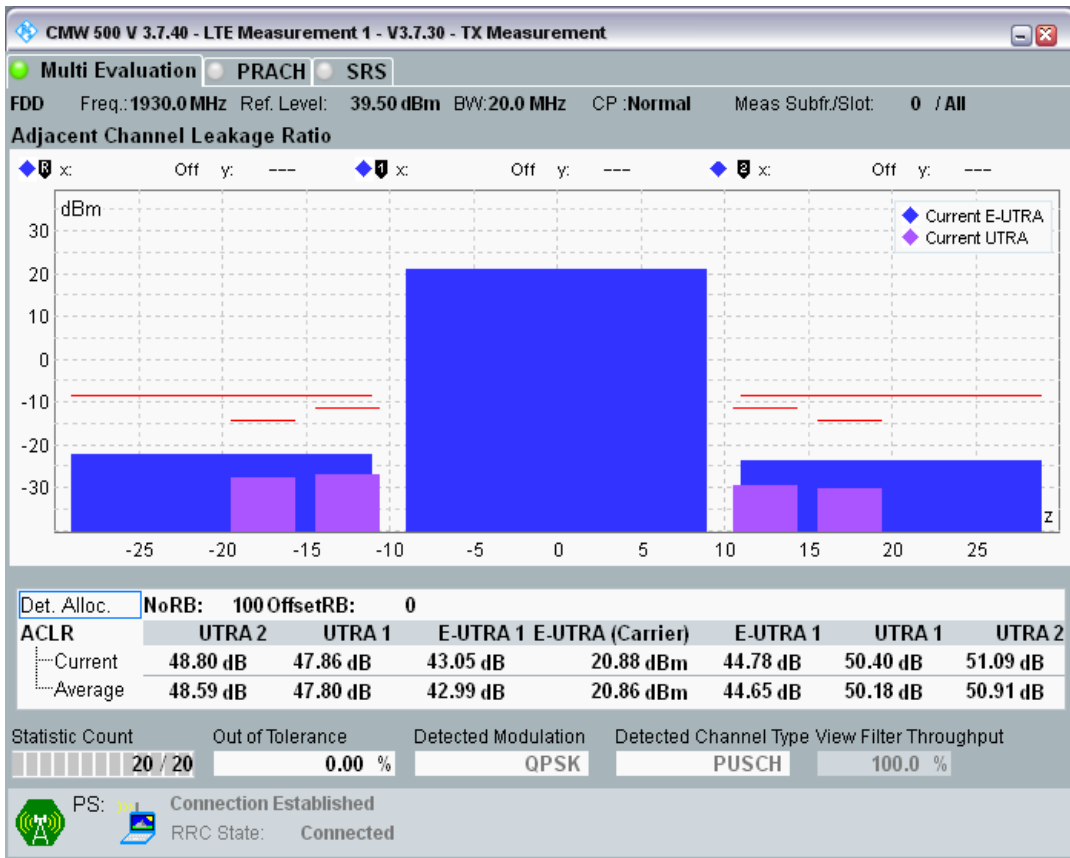 CMW 500 V 3.7.40 - LTE Measurement 1 - V3.7.30 - TX Measurement
Multi Evaluation PRACH SRS
FDD Freq.:1930.0 MHz Ref. Level: 39.50 dBm BW:20.0 MHz CP :Normal Meas Subfr./Slot: 0 / All
Adjacent Channel Leakage Ratio
R x: Off y: --- 1 x: Off y: --- 2 x: Off y: ---
dBm
Current E-UTRA
Current UTRA
30
20
10
0
-10
-20
-30
z
-25 -20 -15 -10 -5 0 5 10 15 20 25
Det. Alloc. NoRB: 100 OffsetRB: 0
ACLR UTRA 2 UTRA 1 E-UTRA 1 E-UTRA (Carrier) E-UTRA 1 UTRA 1 UTRA 2
Current 48.80 dB 47.86 dB 43.05 dB 20.88 dBm 44.78 dB 50.40 dB 51.09 dB
Average 48.59 dB 47.80 dB 42.99 dB 20.86 dBm 44.65 dB 50.18 dB 50.91 dB
Statistic Count Out of Tolerance Detected Modulation Detected Channel Type View Filter Throughput
20 / 20 0.00 % QPSK PUSCH 100.0 %
PS: Connection Established
RRC State: Connected